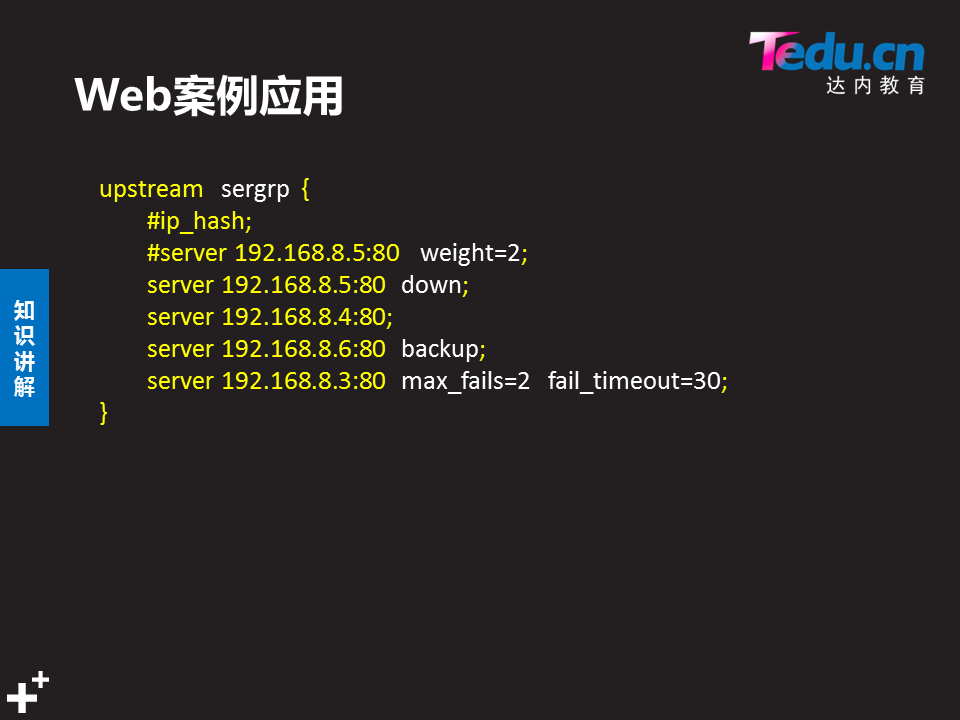 Tedu.cn
达内教育
Web案例应用
upstream sergrp {
#ip_hash;
#server 192.168.8.5:80 weight=2;
server 192.168.8.5:80 down;
server 192.168.8.4:80;
server 192.168.8.6:80 backup;
server 192.168.8.3:80 max_fails=2 fail_timeout=30;
}
知识讲解